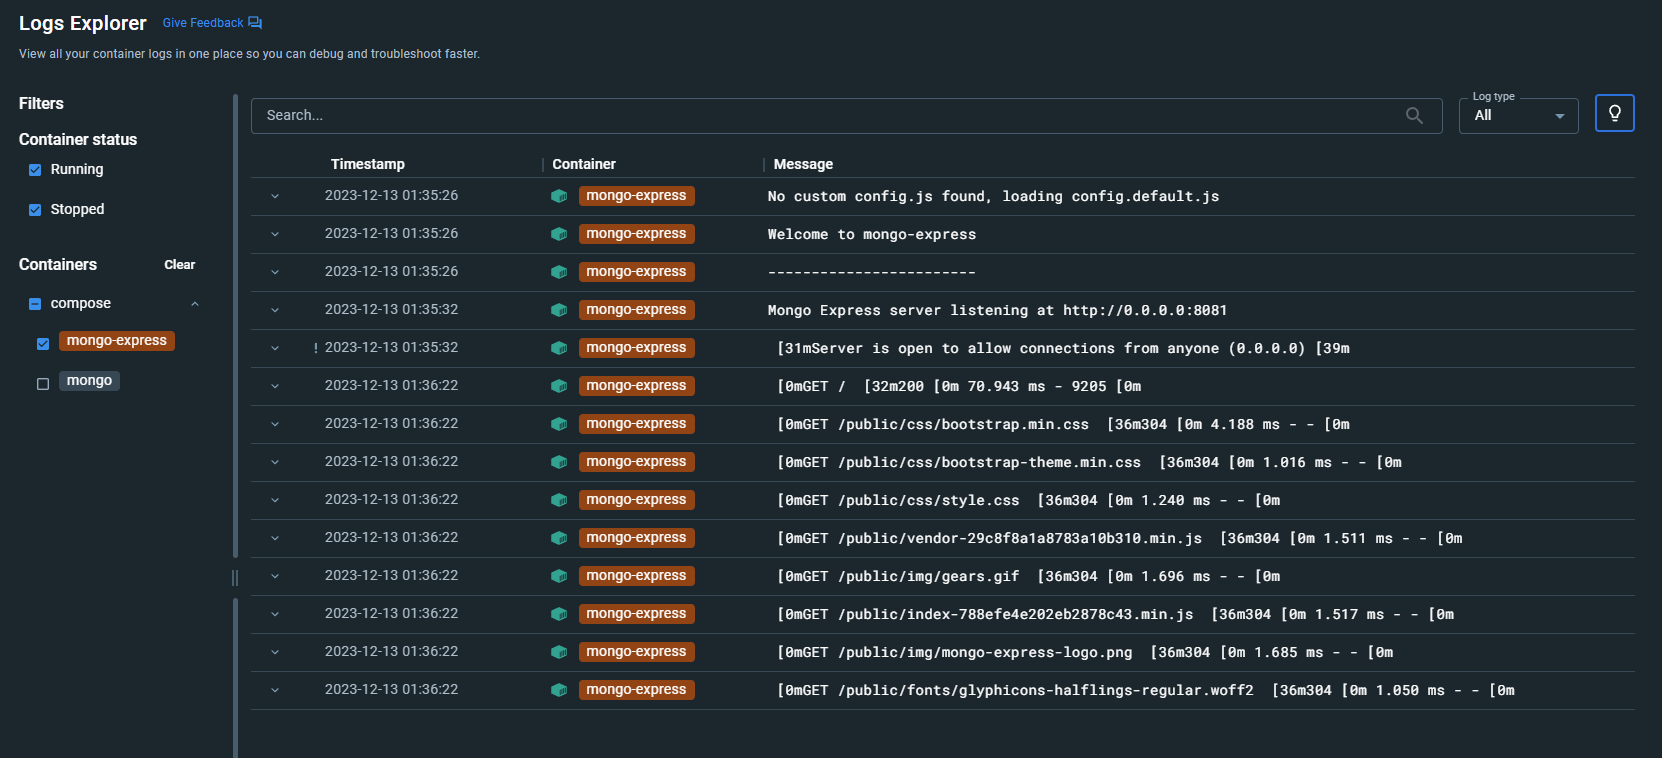 Logs Explorer Give Feedback
View all your container logs in one place so you can debug and troubleshoot faster.
Filters
Container status
Running
Stopped
Containers Clear
compose
mongo-express
mongo
Search...
Log type
All
Timestamp Container Message
2023-12-13 01:35:26 mongo-express No custom config.js found, loading config.default.js
2023-12-13 01:35:26 mongo-express Welcome to mongo-express
2023-12-13 01:35:26 mongo-express ------------------------
2023-12-13 01:35:32 mongo-express Mongo Express server listening at http://0.0.0.0:8081
! 2023-12-13 01:35:32 mongo-express [31mServer is open to allow connections from anyone (0.0.0.0) [39m
2023-12-13 01:36:22 mongo-express [0mGET / [32m200 [0m 70.943 ms - 9205 [0m
2023-12-13 01:36:22 mongo-express [0mGET /public/css/bootstrap.min.css [36m304 [0m 4.188 ms - - [0m
2023-12-13 01:36:22 mongo-express [0mGET /public/css/bootstrap-theme.min.css [36m304 [0m 1.016 ms - - [0m
2023-12-13 01:36:22 mongo-express [0mGET /public/css/style.css [36m304 [0m 1.240 ms - - [0m
2023-12-13 01:36:22 mongo-express [0mGET /public/vendor-29c8f8a1a8783a10b310.min.js [36m304 [0m 1.511 ms - - [0m
2023-12-13 01:36:22 mongo-express [0mGET /public/img/gears.gif [36m304 [0m 1.696 ms - - [0m
2023-12-13 01:36:22 mongo-express [0mGET /public/index-788efe4e202eb2878c43.min.js [36m304 [0m 1.517 ms - - [0m
2023-12-13 01:36:22 mongo-express [0mGET /public/img/mongo-express-logo.png [36m304 [0m 1.685 ms - - [0m
2023-12-13 01:36:22 mongo-express [0mGET /public/fonts/glyphicons-halflings-regular.woff2 [36m304 [0m 1.050 ms - - [0m